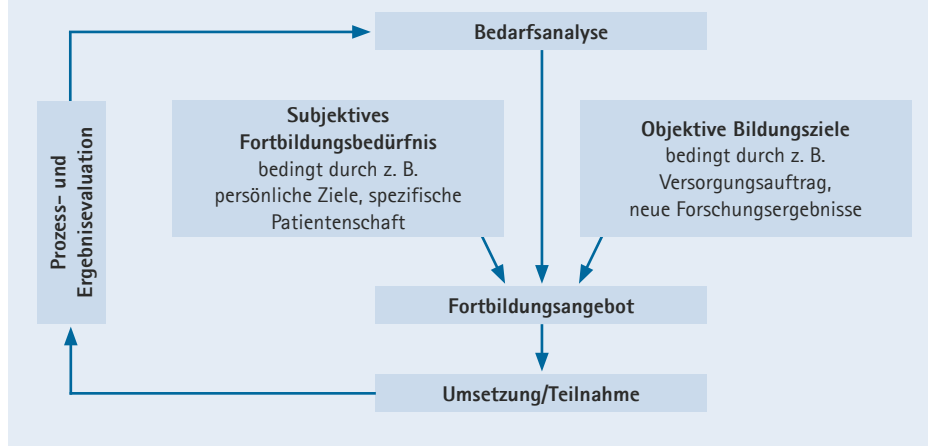 Bedarfsanalyse
Prozess- und
Ergebnisevaluation
Subjektives
Fortbildungsbedürfnis
bedingt durch z. B.
persönliche Ziele, spezifische
Patientenschaft
Objektive Bildungsziele
bedingt durch z. B.
Versorgungsauftrag,
neue Forschungsergebnisse
Fortbildungsangebot
Umsetzung/Teilnahme